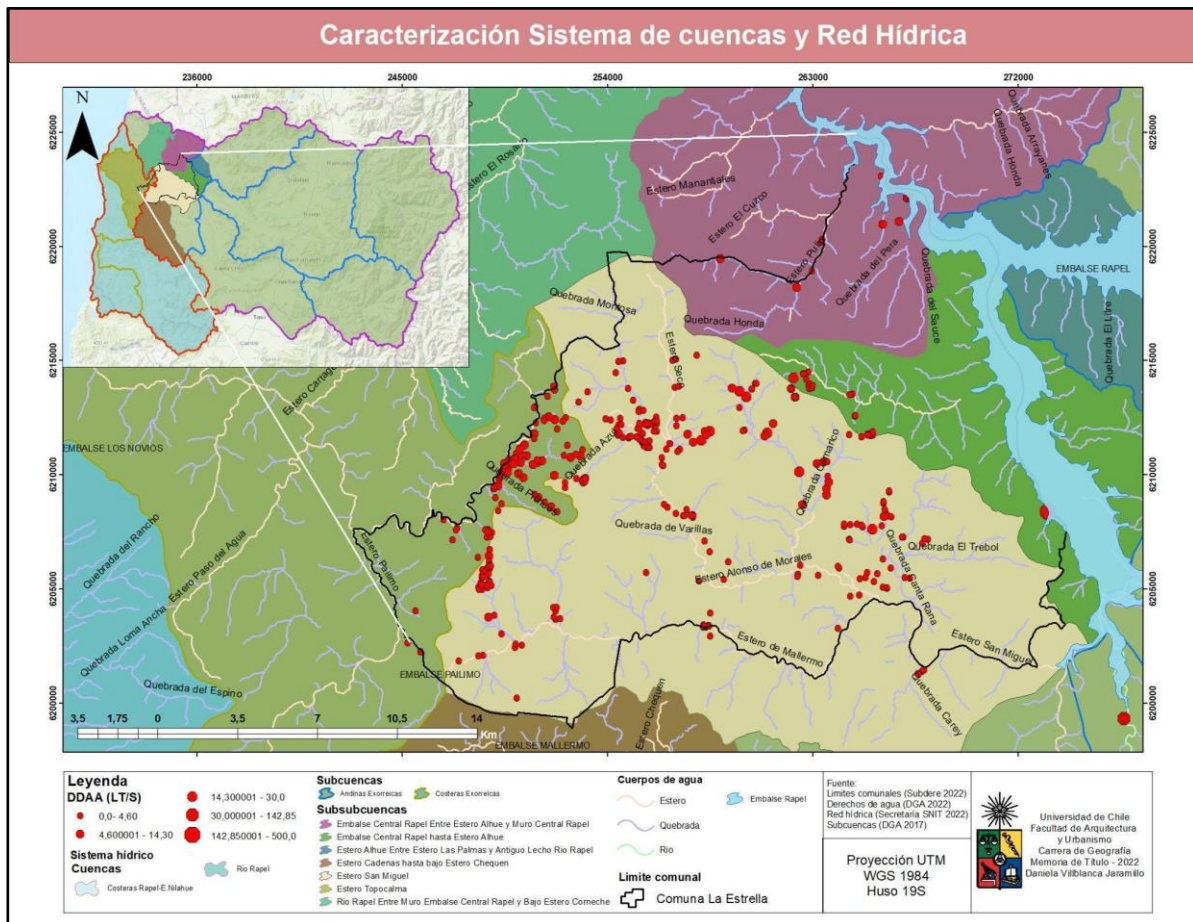 Caracterización Sistema de cuencas y Red Hídrica
236000
245000
254000
263000
272000
N
6225000
6225000
6220000
6220000
6215000
6215000
6210000
6210000
6205000
6205000
6200000
6200000
Estero El Rosario
Estero Manantiales
Estero El Cuzco
Quebrada Honda
Quebrada Arrayanes
Estero Pulin
Quebrada del Pera
Quebrada del Sauce
EMBALSE RAPEL
Quebrada El Litre
Quebrada Montosa
Quebrada Honda
Estero Seco
Estero Cartagena
EMBALSE LOS NOVIOS
Quebrada Azul
Quebrada Camarico
Quebrada de Varillas
Quebrada El Trebol
Quebrada del Rancho
Estero Paso del Agua
Estero Pailimo
Estero Alonso de Morales
Quebrada Santa Rana
Quebrada Loma Ancha
Estero de Mallermo
Estero San Miguel
EMBALSE PAILIMO
Quebrada del Espino
Estero Chequen
Quebrada Carey
EMBALSE MALLERMO
3,5 1,75 0 3,5 7 10,5 14
Km
Leyenda
DDAA (LT/S)
0,0- 4,60
4,600001 - 14,30
14,300001 - 30,0
30,000001 - 142,85
142,850001 - 500,0
Sistema hídrico
Cuencas
Costeras Rapel-E.Nilahue
Rio Rapel
Subcuencas
Andinas Exorreicas
Costeras Exorreicas
Subsubcuencas
Embalse Central Rapel Entre Estero Alhue y Muro Central Rapel
Embalse Central Rapel hasta Estero Alhue
Estero Alhue Entre Estero Las Palmas y Antiguo Lecho Rio Rapel
Estero Cadenas hasta bajo Estero Chequen
Estero San Miguel
Estero Topocalma
Rio Rapel Entre Muro Embalse Central Rapel y Bajo Estero Corneche
Cuerpos de agua
Estero
Quebrada
Rio
Embalse Rapel
Limite comunal
Comuna La Estrella
Fuente:
Limites comunales (Subdere 2022)
Derechos de agua (DGA 2022)
Red hídrica (Secretaria SNIT 2022)
Subcuencas (DGA 2017)
Proyección UTM
WGS 1984
Huso 19S
Universidad de Chile
Facultad de Arquitectura
y Urbanismo
Carrera de Geografía
Memoria de Título - 2022
Daniela Villblanca Jaramillo